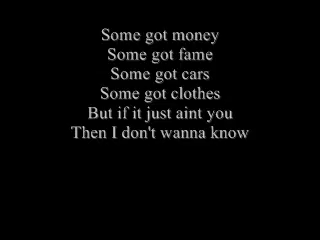 Some got money
Some got fame
Some got cars
Some got clothes
But if it just aint you
Then I don't wanna know